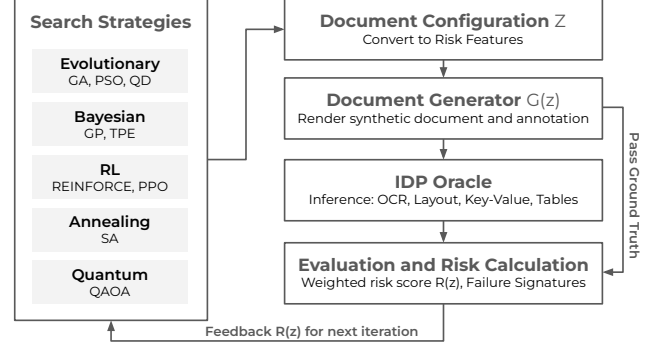 Search Strategies
Evolutionary
GA, PSO, QD
Bayesian
GP, TPE
RL
REINFORCE, PPO
Annealing
SA
Quantum
QAOA
Document Configuration Z
Convert to Risk Features
Document Generator G(z)
Render synthetic document and annotation
IDP Oracle
Inference: OCR, Layout, Key-Value, Tables
Evaluation and Risk Calculation
Weighted risk score R(z), Failure Signatures
Pass Ground Truth
Feedback R(z) for next iteration